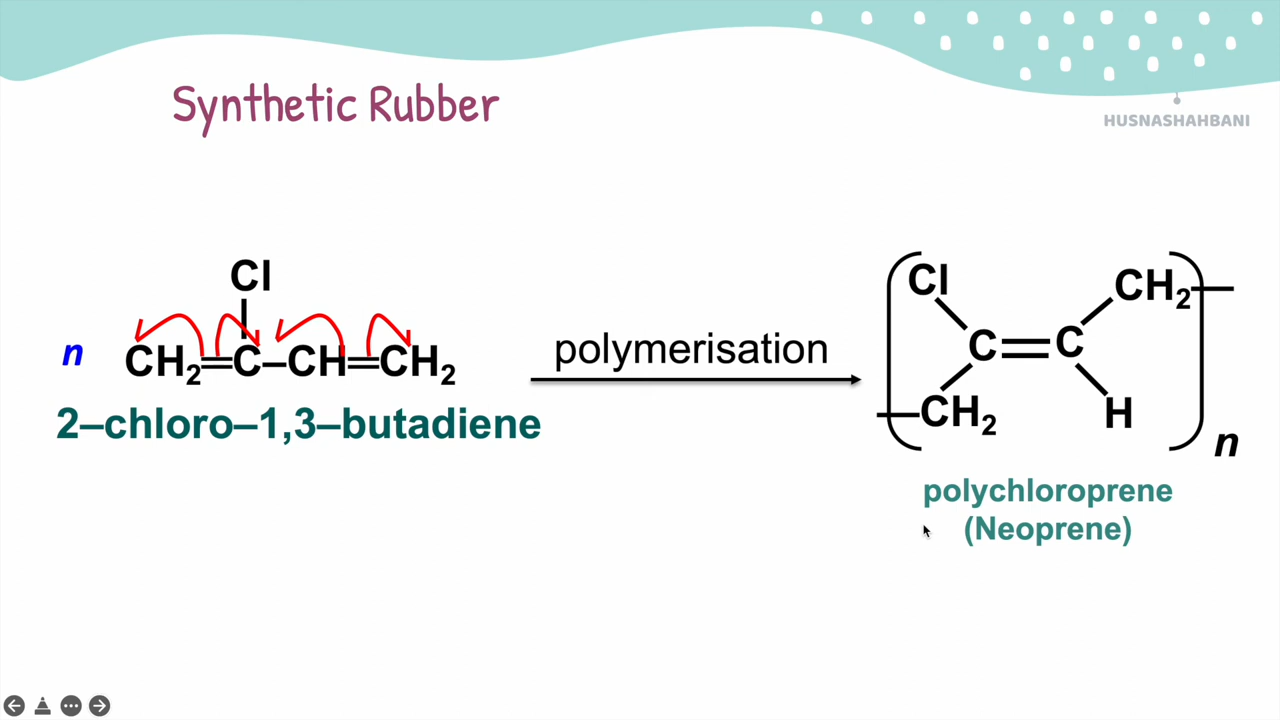 Synthetic Rubber
HUSNASHAHBANI
Cl
n CH₂=C–CH=CH₂
2–chloro–1,3–butadiene
polymerisation
Cl CH₂
C=C
CH₂ H
n
polychloroprene
(Neoprene)